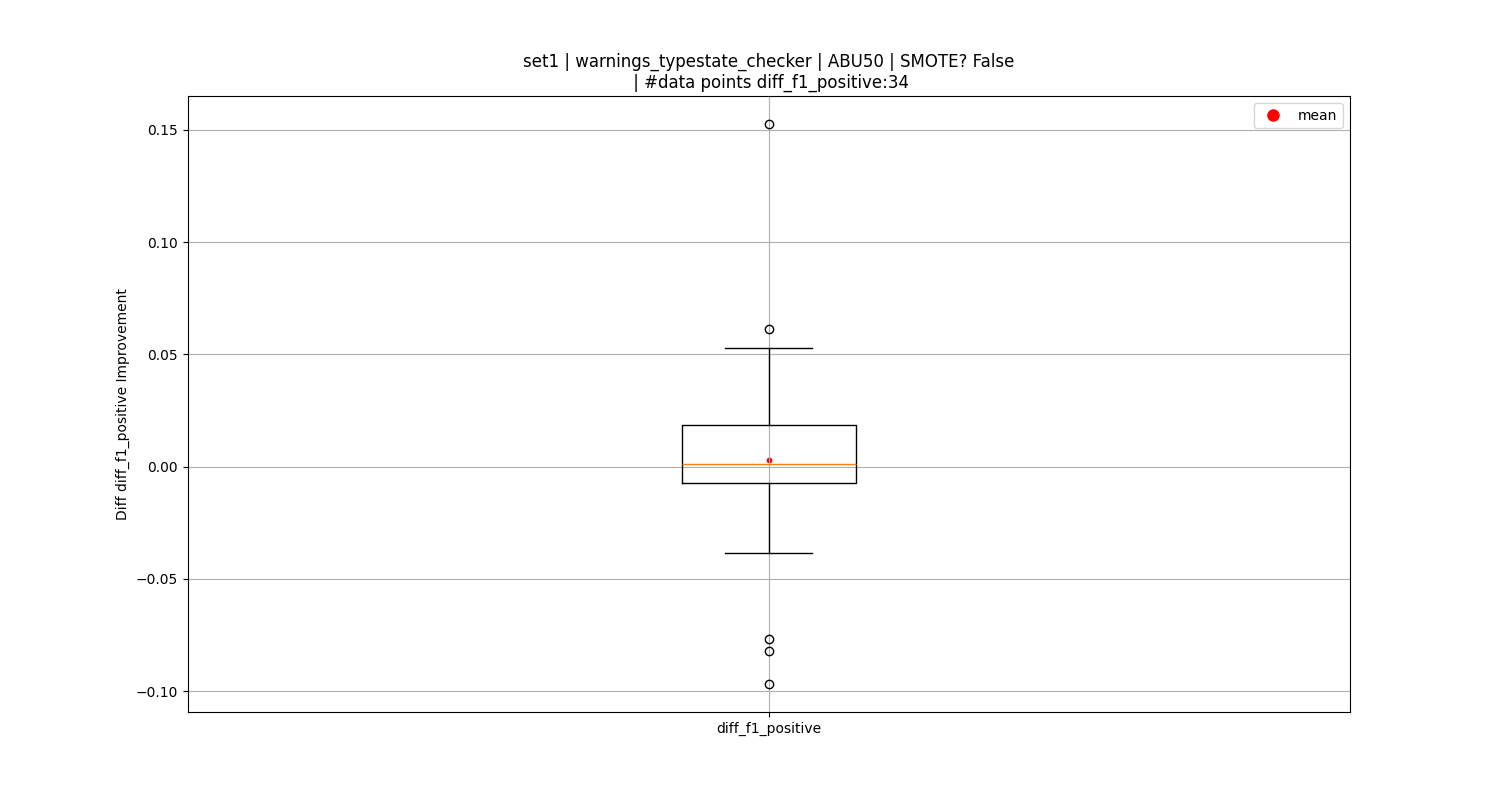 set1 | warnings_typestate_checker | ABU50 | SMOTE? False
| #data points diff_f1_positive:34
mean
0.15
0.10
0.05
0.00
−0.05
−0.10
Diff diff_f1_positive Improvement
diff_f1_positive